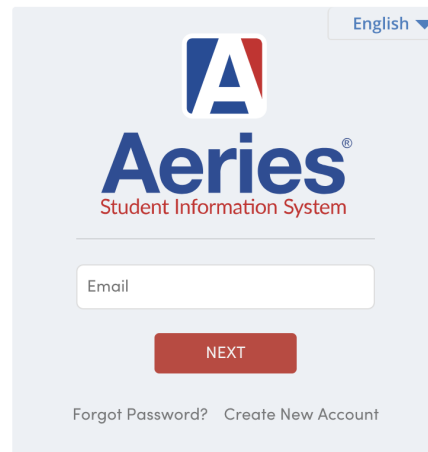 English
A
Aeries®
Student Information System
Email
NEXT
Forgot Password? Create New Account